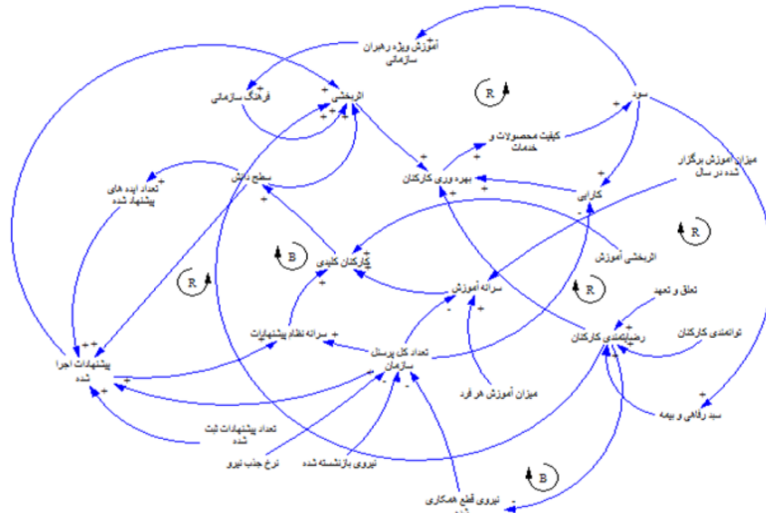 آموزش ویژه رهبران
سازمانی
فرهنگ سازمانی
اثربخشی
سود
R
کیفیت محصولات و
خدمات
میزان آموزش برگزار
شده در سال
بهره وری کارکنان
کارایی
سطح دانش
تعداد ایده های
پیشنهاد شده
R
B
کارکنان کلیدی
اثربخشی آموزش
R
R
سرانه آموزش
تعلق و تعهد
سرانه نظام پیشنهادات
تعداد کل پرسنل
سازمان
رضایتمندی کارکنان
توانمندی کارکنان
پیشنهادات اجرا
شده
میزان آموزش هر فرد
سبد رفاهی و بیمه
تعداد پیشنهادات ثبت
شده
نرخ جذب نیرو
نیروی بازنشسته شده
نیروی قطع همکاری
شده
B